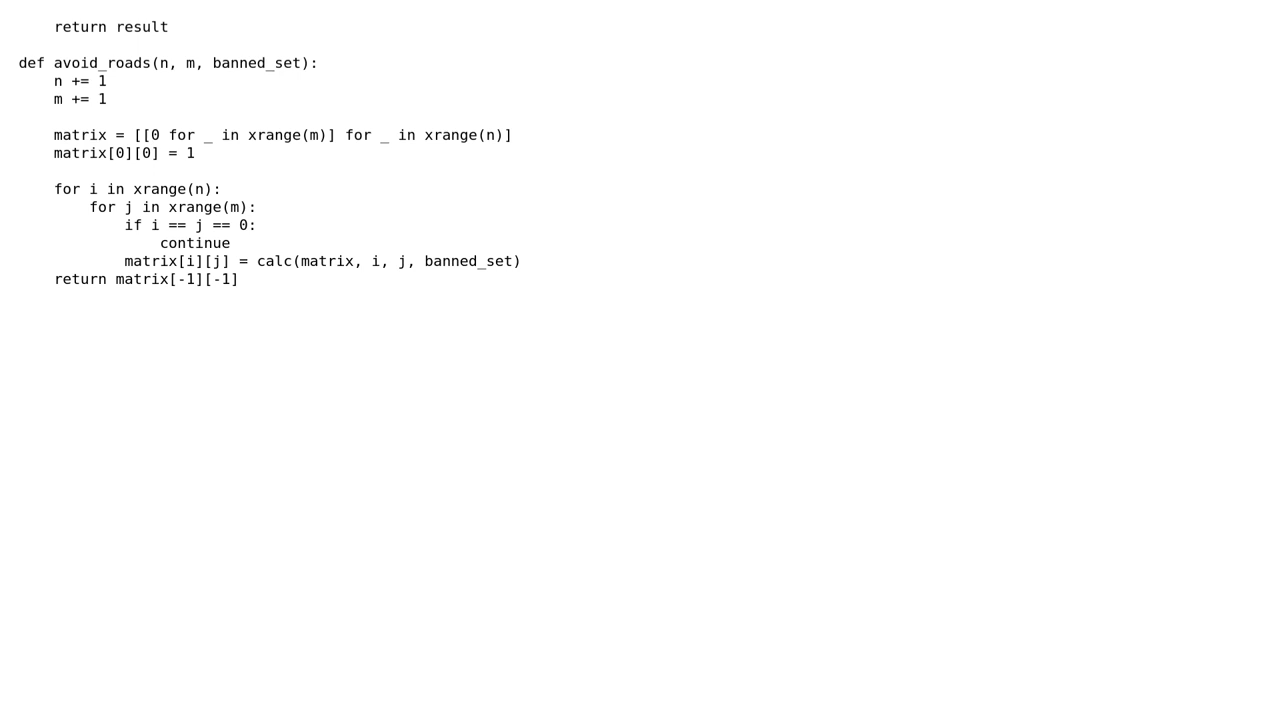 return result

def avoid_roads(n, m, banned_set):
    n += 1
    m += 1

    matrix = [[0 for _ in xrange(m)] for _ in xrange(n)]
    matrix[0][0] = 1

    for i in xrange(n):
        for j in xrange(m):
            if i == j == 0:
                continue
            matrix[i][j] = calc(matrix, i, j, banned_set)
    return matrix[-1][-1]